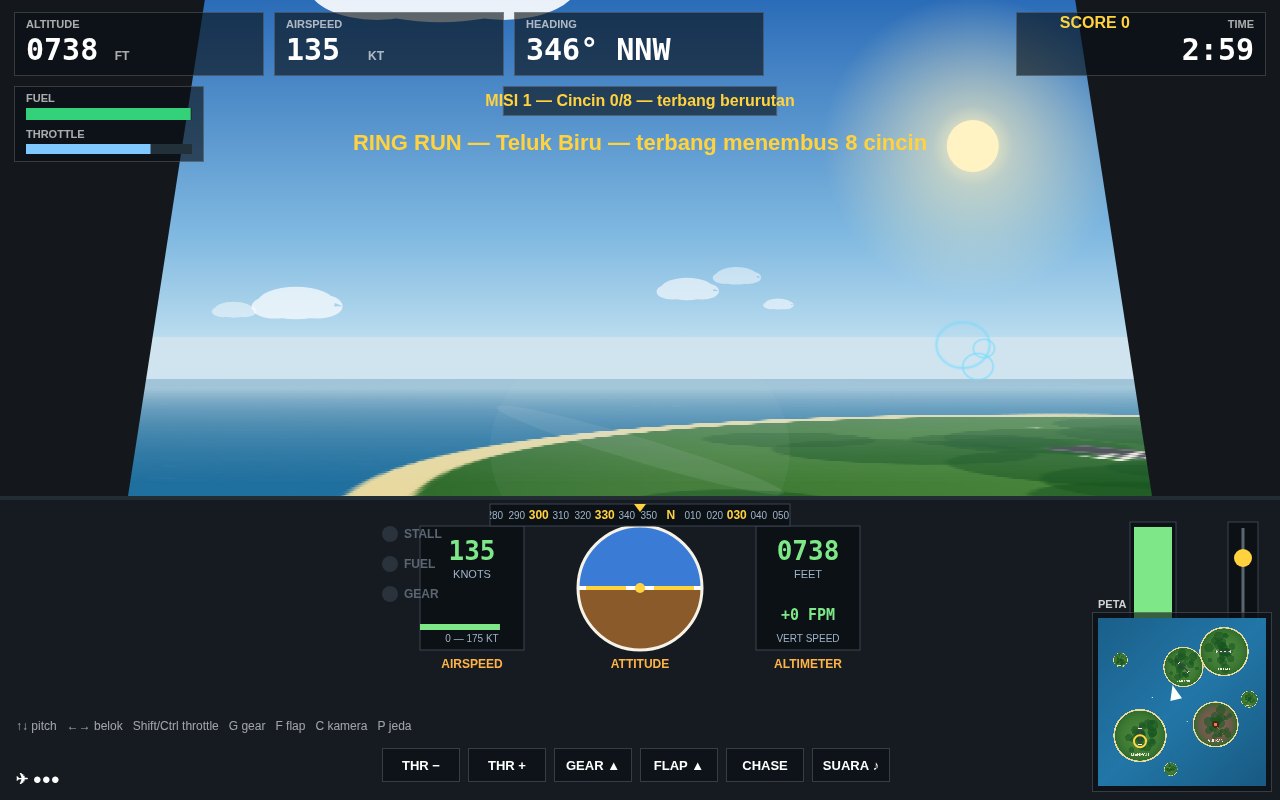 ALTITUDE
0738 FT
AIRSPEED
135 KT
HEADING
346° NNW
SCORE 0
TIME
2:59
FUEL
THROTTLE
MISI 1 — Cincin 0/8 — terbang berurutan
RING RUN — Teluk Biru — terbang menembus 8 cincin
280 290 300 310 320 330 340 350 N 010 020 030 040 050
STALL
FUEL
GEAR
135
KNOTS
0 — 175 KT
AIRSPEED
ATTITUDE
0738
FEET
+0 FPM
VERT SPEED
ALTIMETER
PETA
↑↓ pitch ←→ belok Shift/Ctrl throttle G gear F flap C kamera P jeda
THR −
THR +
GEAR ▲
FLAP ▲
CHASE
SUARA ♪